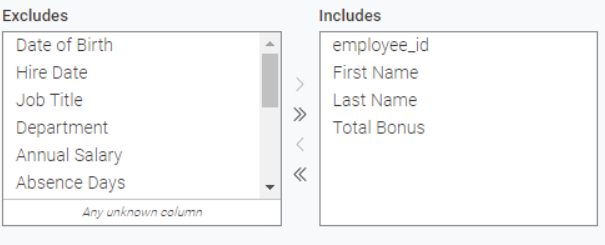 Excludes
Date of Birth
Hire Date
Job Title
Department
Annual Salary
Absence Days
Any unknown column
Includes
employee_id
First Name
Last Name
Total Bonus